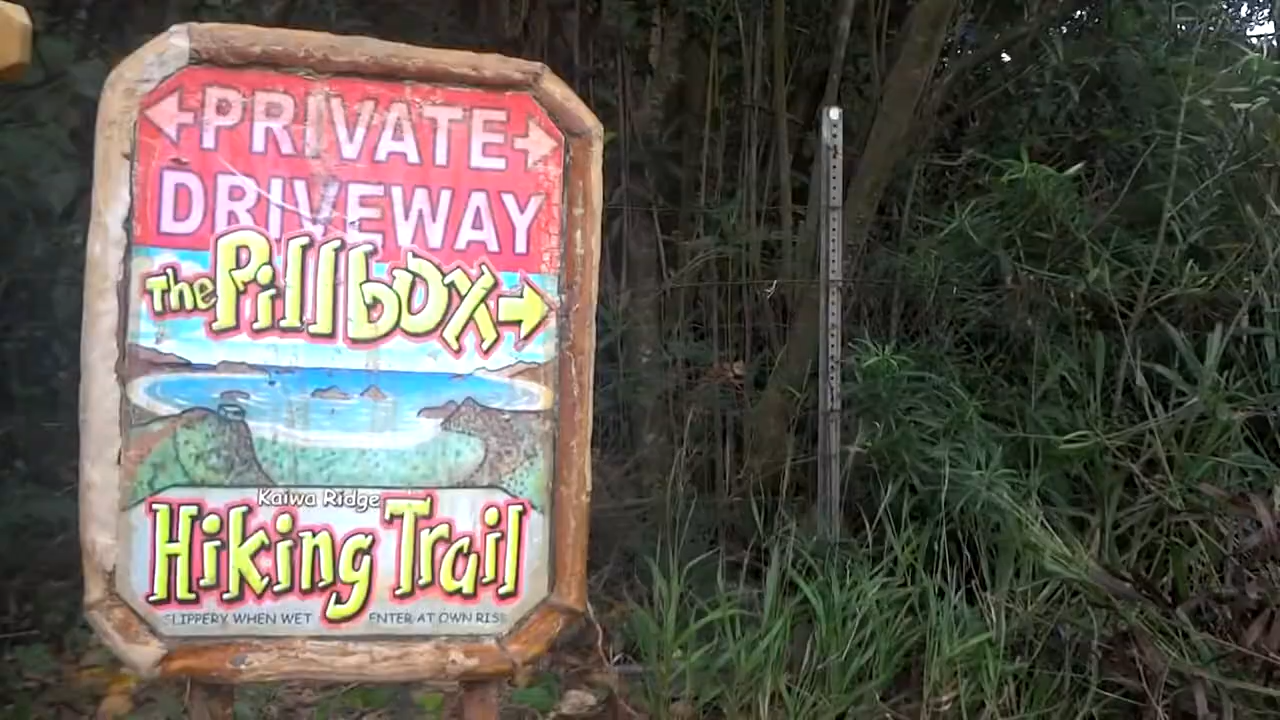 PRIVATE
DRIVEWAY
The Pillbox
Kaiwa Ridge
Hiking Trail
SLIPPERY WHEN WET ENTER AT OWN RISK